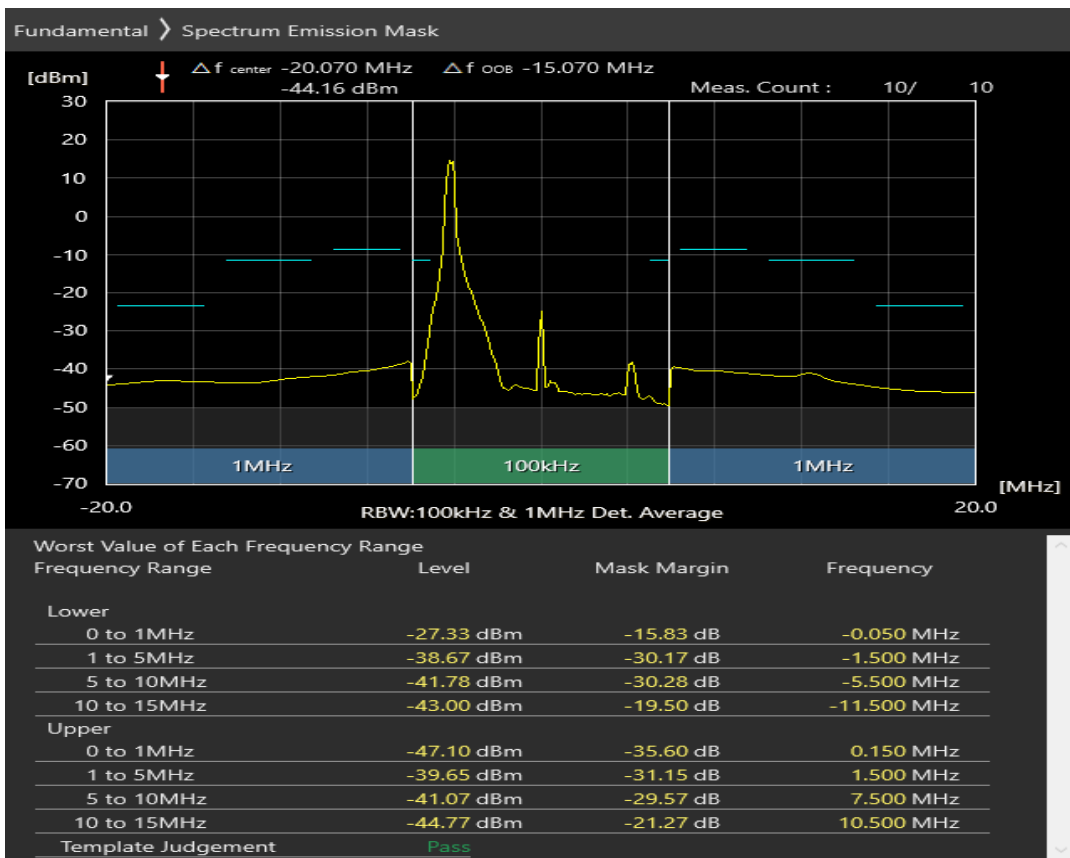 Fundamental 》 Spectrum Emission Mask
[dBm] △f center -20.070 MHz △f OOB -15.070 MHz
-44.16 dBm Meas. Count : 10/ 10
30
20
10
0
-10
-20
-30
-40
-50
-60
-70
1MHz 100kHz 1MHz
[MHz]
-20.0 RBW:100kHz & 1MHz Det. Average 20.0
Worst Value of Each Frequency Range
Frequency Range Level Mask Margin Frequency
Lower
0 to 1MHz -27.33 dBm -15.83 dB -0.050 MHz
1 to 5MHz -38.67 dBm -30.17 dB -1.500 MHz
5 to 10MHz -41.78 dBm -30.28 dB -5.500 MHz
10 to 15MHz -43.00 dBm -19.50 dB -11.500 MHz
Upper
0 to 1MHz -47.10 dBm -35.60 dB 0.150 MHz
1 to 5MHz -39.65 dBm -31.15 dB 1.500 MHz
5 to 10MHz -41.07 dBm -29.57 dB 7.500 MHz
10 to 15MHz -44.77 dBm -21.27 dB 10.500 MHz
Template Judgement Pass